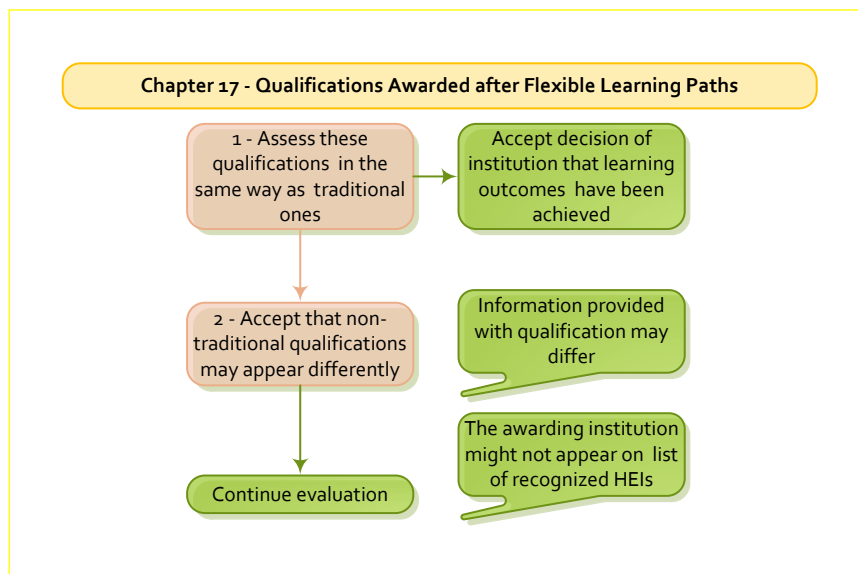 Chapter 17 - Qualifications Awarded after Flexible Learning Paths
1 - Assess these
qualifications in the
same way as traditional
ones
Accept decision of
institution that learning
outcomes have been
achieved
2 - Accept that non-
traditional qualifications
may appear differently
Information provided
with qualification may
differ
The awarding institution
might not appear on list
of recognized HEIs
Continue evaluation